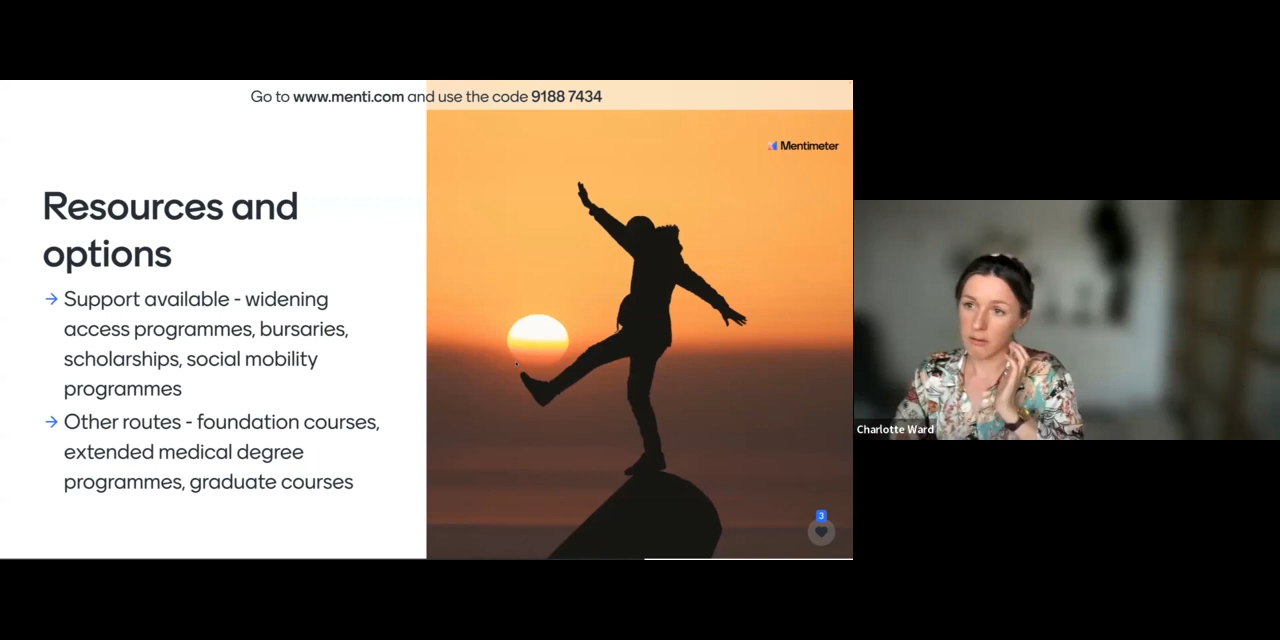 Go to www.menti.com and use the code 9188 7434
Mentimeter
Resources and
options
→ Support available - widening
access programmes, bursaries,
scholarships, social mobility
programmes
→ Other routes - foundation courses,
extended medical degree
programmes, graduate courses
3
Charlotte Ward